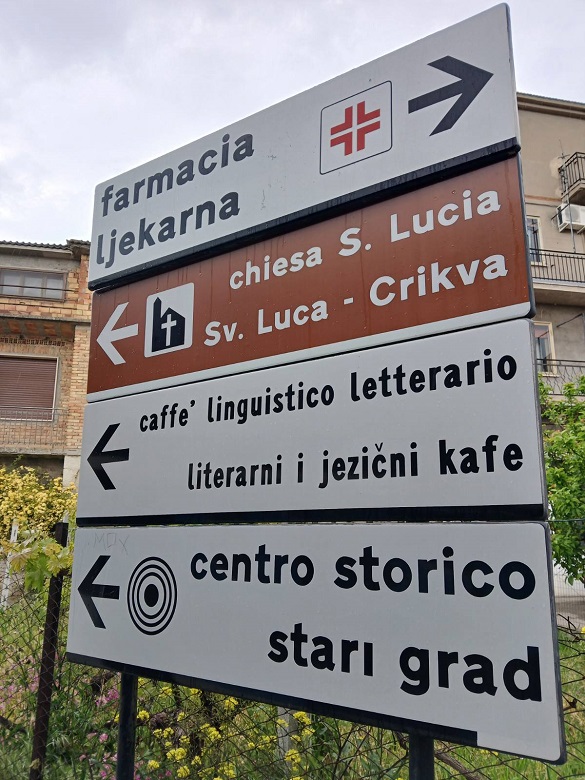 farmacia
ljekarna
chiesa S. Lucia
Sv. Luca - Crikva
caffe' linguistico letterario
literarni i jezični kafe
centro storico
stari grad